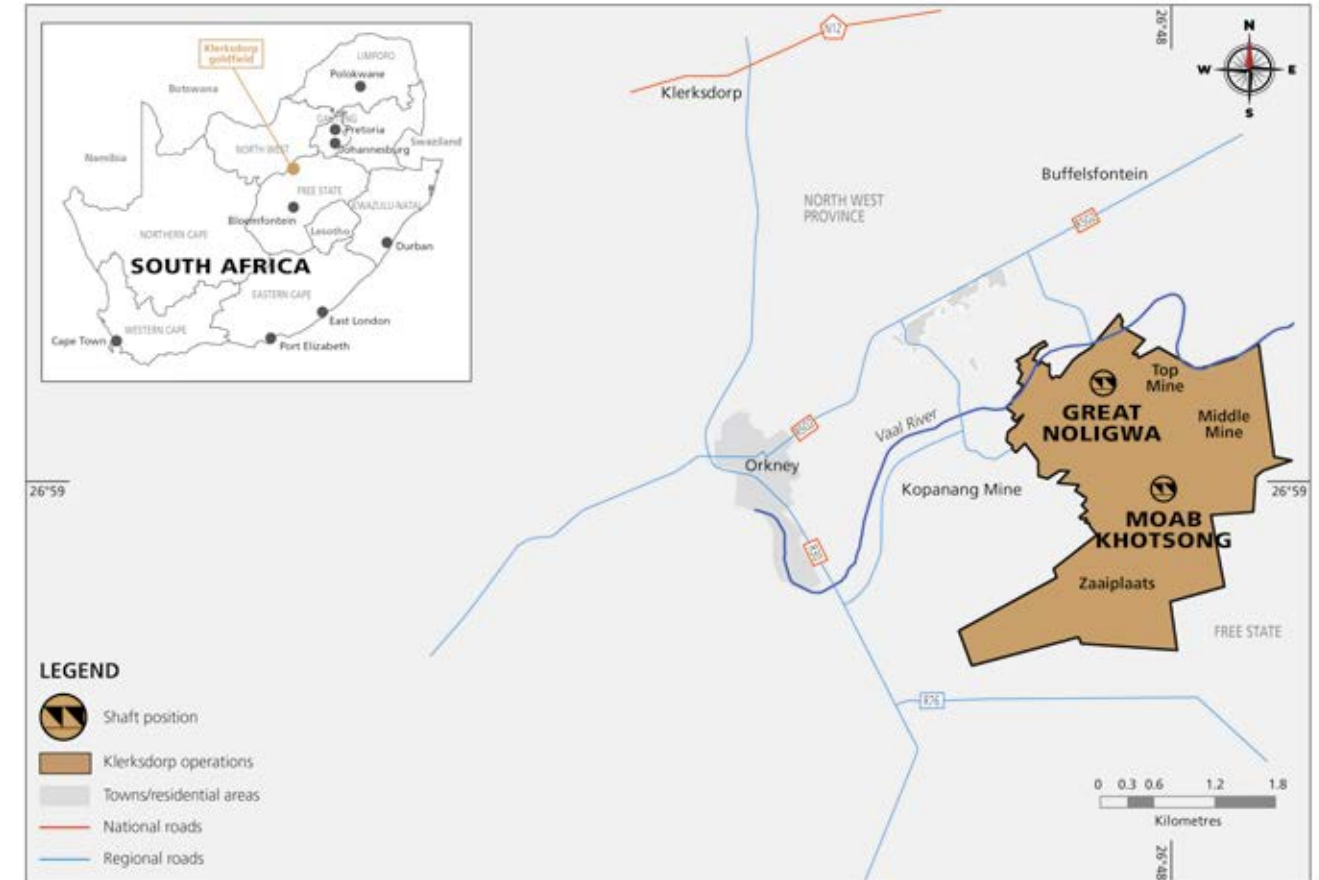 Klerksdorp
goldfield
LIMPOPO
Polokwane
Botswana
Pretoria
Johannesburg
NORTH WEST
Swaziland
Namibia
FREE STATE
KWAZULU-NATAL
Bloemfontein
Lesotho
NORTHERN CAPE
Durban
SOUTH AFRICA
EASTERN CAPE
East London
WESTERN CAPE
Cape Town
Port Elizabeth
N12
26°48
N
W
E
S
Klerksdorp
Buffelsfontein
NORTH WEST
PROVINCE
Top
Mine
GREAT
NOLIGWA
Middle
Mine
Vaal River
Orkney
Kopanang Mine
26°59
26°59
MOAB
KHOTSONG
Zaaiplaats
FREE STATE
R76
LEGEND
Shaft position
Klerksdorp operations
Towns/residential areas
National roads
Regional roads
0 0.3 0.6 1.2 1.8
Kilometres
26°48